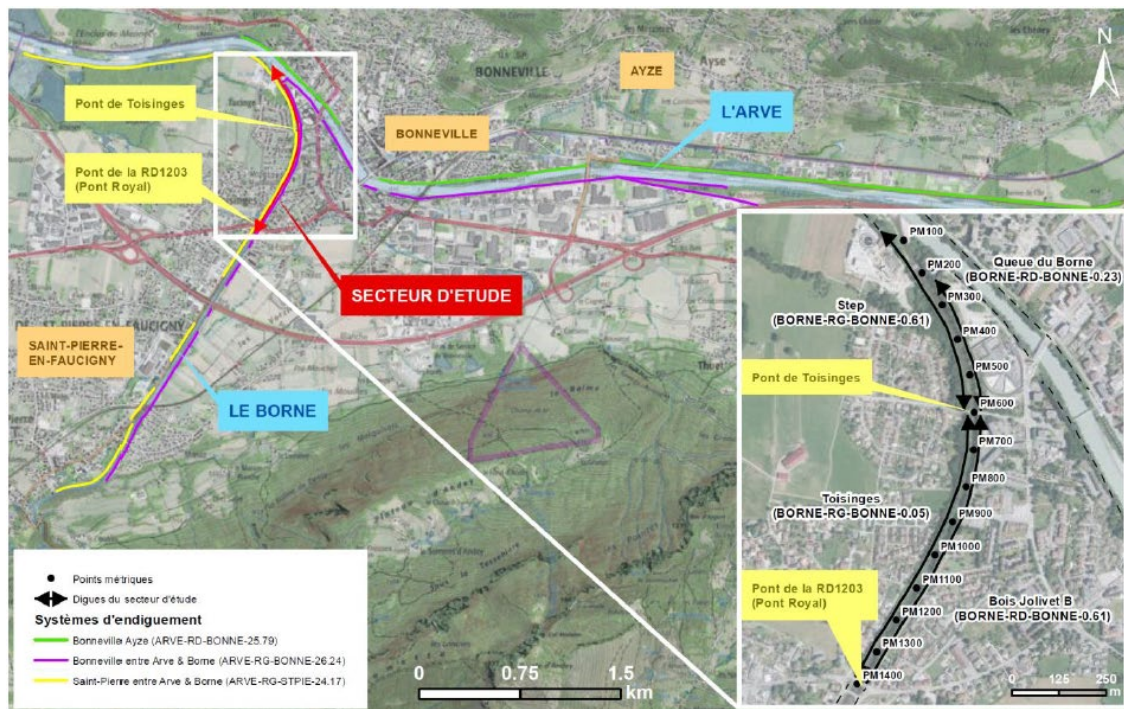 N
BONNEVILLE
AYZE
Ayse
L'ARVE
Pont de Toisinges
BONNEVILLE
Pont de la RD1203
(Pont Royal)
SECTEUR D'ETUDE
SAINT-PIERRE-
EN-FAUCIGNY
LE BORNE
PM100
Queue du Borne
(BORNE-RD-BONNE-0.23)
PM200
PM300
Step
(BORNE-RG-BONNE-0.61)
PM400
PM500
Pont de Toisinges
PM600
PM700
PM800
Toisinges
(BORNE-RG-BONNE-0.05)
PM900
PM1000
PM1100
Pont de la RD1203
(Pont Royal)
Bois Jolivet B
(BORNE-RD-BONNE-0.61)
PM1200
PM1300
PM1400
0 125 250
m
Points métriques
Digues du secteur d'étude
Systèmes d'endiguement
Bonneville Ayze (ARVE-RD-BONNE-25.79)
Bonneville entre Arve & Borne (ARVE-RG-BONNE-26.24)
Saint-Pierre entre Arve & Borne (ARVE-RG-STPIE-24.17)
0 0.75 1.5
km